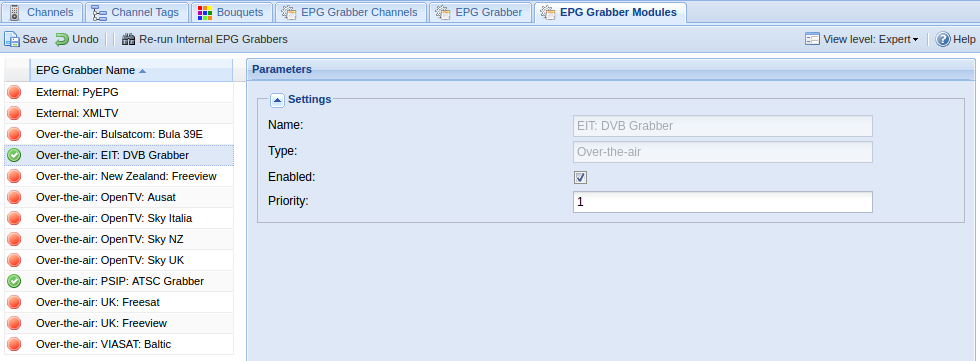 Channels Channel Tags Bouquets EPG Grabber Channels EPG Grabber EPG Grabber Modules
Save Undo Re-run Internal EPG Grabbers View level: Expert Help
EPG Grabber Name
External: PyEPG
External: XMLTV
Over-the-air: Bulsatcom: Bula 39E
Over-the-air: EIT: DVB Grabber
Over-the-air: New Zealand: Freeview
Over-the-air: OpenTV: Ausat
Over-the-air: OpenTV: Sky Italia
Over-the-air: OpenTV: Sky NZ
Over-the-air: OpenTV: Sky UK
Over-the-air: PSIP: ATSC Grabber
Over-the-air: UK: Freesat
Over-the-air: UK: Freeview
Over-the-air: VIASAT: Baltic
Parameters
Settings
Name: EIT: DVB Grabber
Type: Over-the-air
Enabled:
Priority: 1